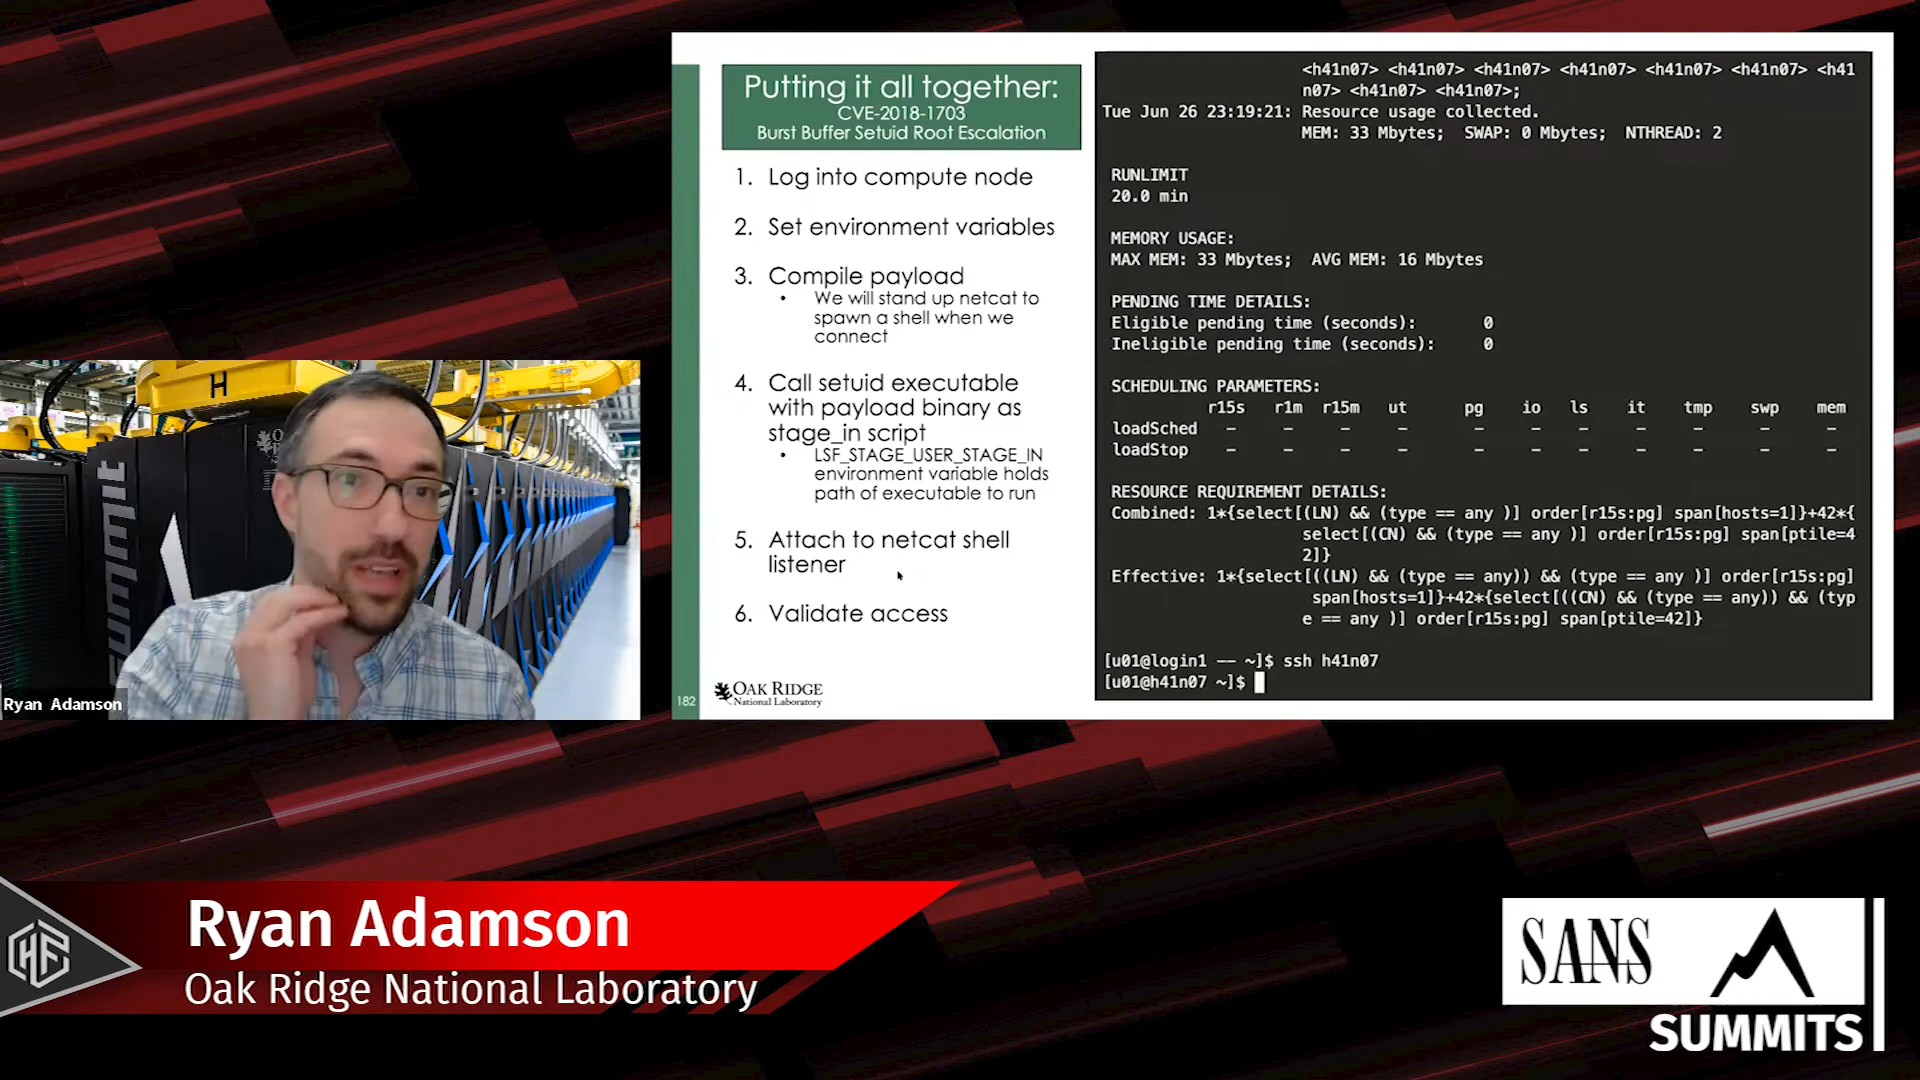 Putting it all together:
CVE-2018-1703
Burst Buffer Setuid Root Escalation
1. Log into compute node
2. Set environment variables
3. Compile payload
• We will stand up netcat to
spawn a shell when we
connect
4. Call setuid executable
with payload binary as
stage_in script
• LSF_STAGE_USER_STAGE_IN
environment variable holds
path of executable to run
5. Attach to netcat shell
listener
6. Validate access
182
OAK RIDGE
National Laboratory
<h41n07> <h41n07> <h41n07> <h41n07> <h41n07> <h41n07> <h41
n07> <h41n07> <h41n07>;
Tue Jun 26 23:19:21: Resource usage collected.
MEM: 33 Mbytes;  SWAP: 0 Mbytes;  NTHREAD: 2
RUNLIMIT
20.0 min
MEMORY USAGE:
MAX MEM: 33 Mbytes;  AVG MEM: 16 Mbytes
PENDING TIME DETAILS:
Eligible pending time (seconds): 0
Ineligible pending time (seconds): 0
SCHEDULING PARAMETERS:
r15s r1m r15m ut pg io ls it tmp swp mem
loadSched - - - - - - - - - - -
loadStop - - - - - - - - - - -
RESOURCE REQUIREMENT DETAILS:
Combined: 1*{select[(LN) && (type == any )] order[r15s:pg] span[hosts=1]}+42*{
select[(CN) && (type == any )] order[r15s:pg] span[ptile=4
2]}
Effective: 1*{select[((LN) && (type == any)) && (type == any )] order[r15s:pg]
span[hosts=1]}+42*{select[((CN) && (type == any)) && (typ
e == any )] order[r15s:pg] span[ptile=42]}
[u01@login1 -- ~]$ ssh h41n07
[u01@h41n07 ~]$
H
summit
Ryan Adamson
Ryan Adamson
Oak Ridge National Laboratory
SANS
SUMMITS